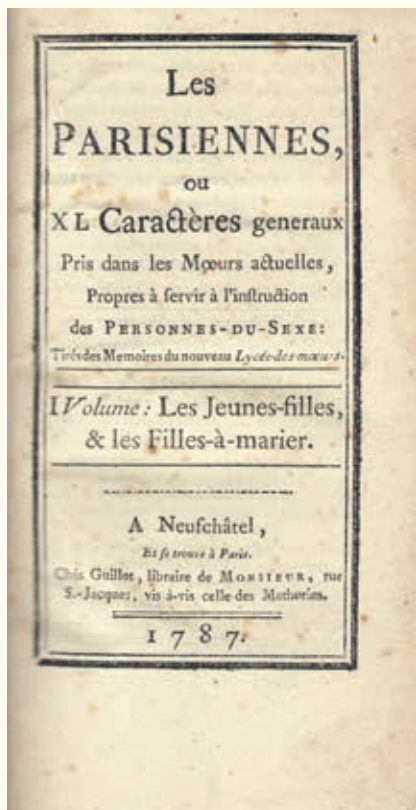 Les
PARISIENNES,
ou
XL Caractères generaux
Pris dans les Mœurs actuelles,
Propres à servir à l'instruction
des PERSONNES-DU-SEXE:
Tirés des Memoires du nouveau Lycée-des-mœurs.
I Volume: Les Jeunes-filles,
& les Filles-à-marier.
A Neufchâtel,
Et se trouve à Paris.
Chés Guillot, libraire de MONSIEUR, rue
S.-Jacques, vis à-vis celle des Mathurins.
1787.